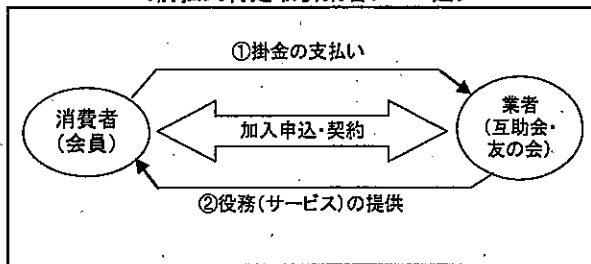 ①掛金の支払い
消費者
(会員)
加入申込・契約
業者
(互助会・
友の会)
②役務(サービス)の提供